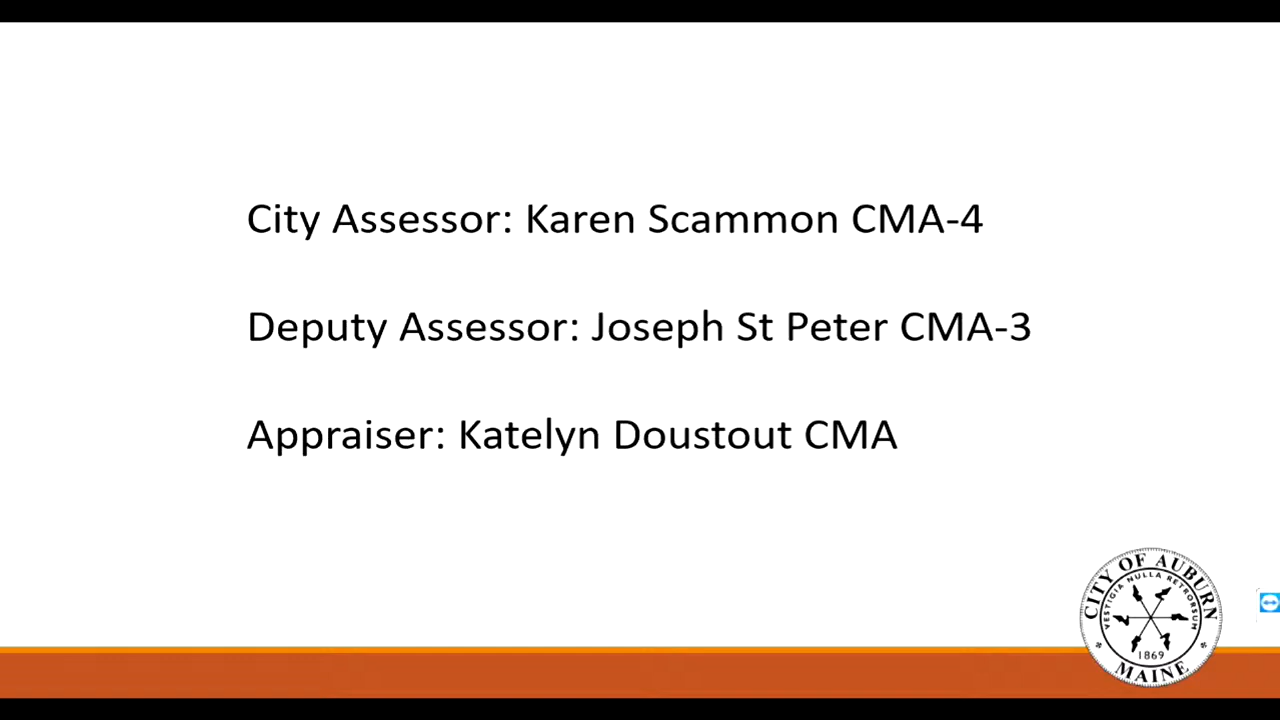 City Assessor: Karen Scammon CMA-4
Deputy Assessor: Joseph St Peter CMA-3
Appraiser: Katelyn Doustout CMA
CITY OF AUBURN
VESTIGIA NULLA RETRORSUM
1869
MAINE